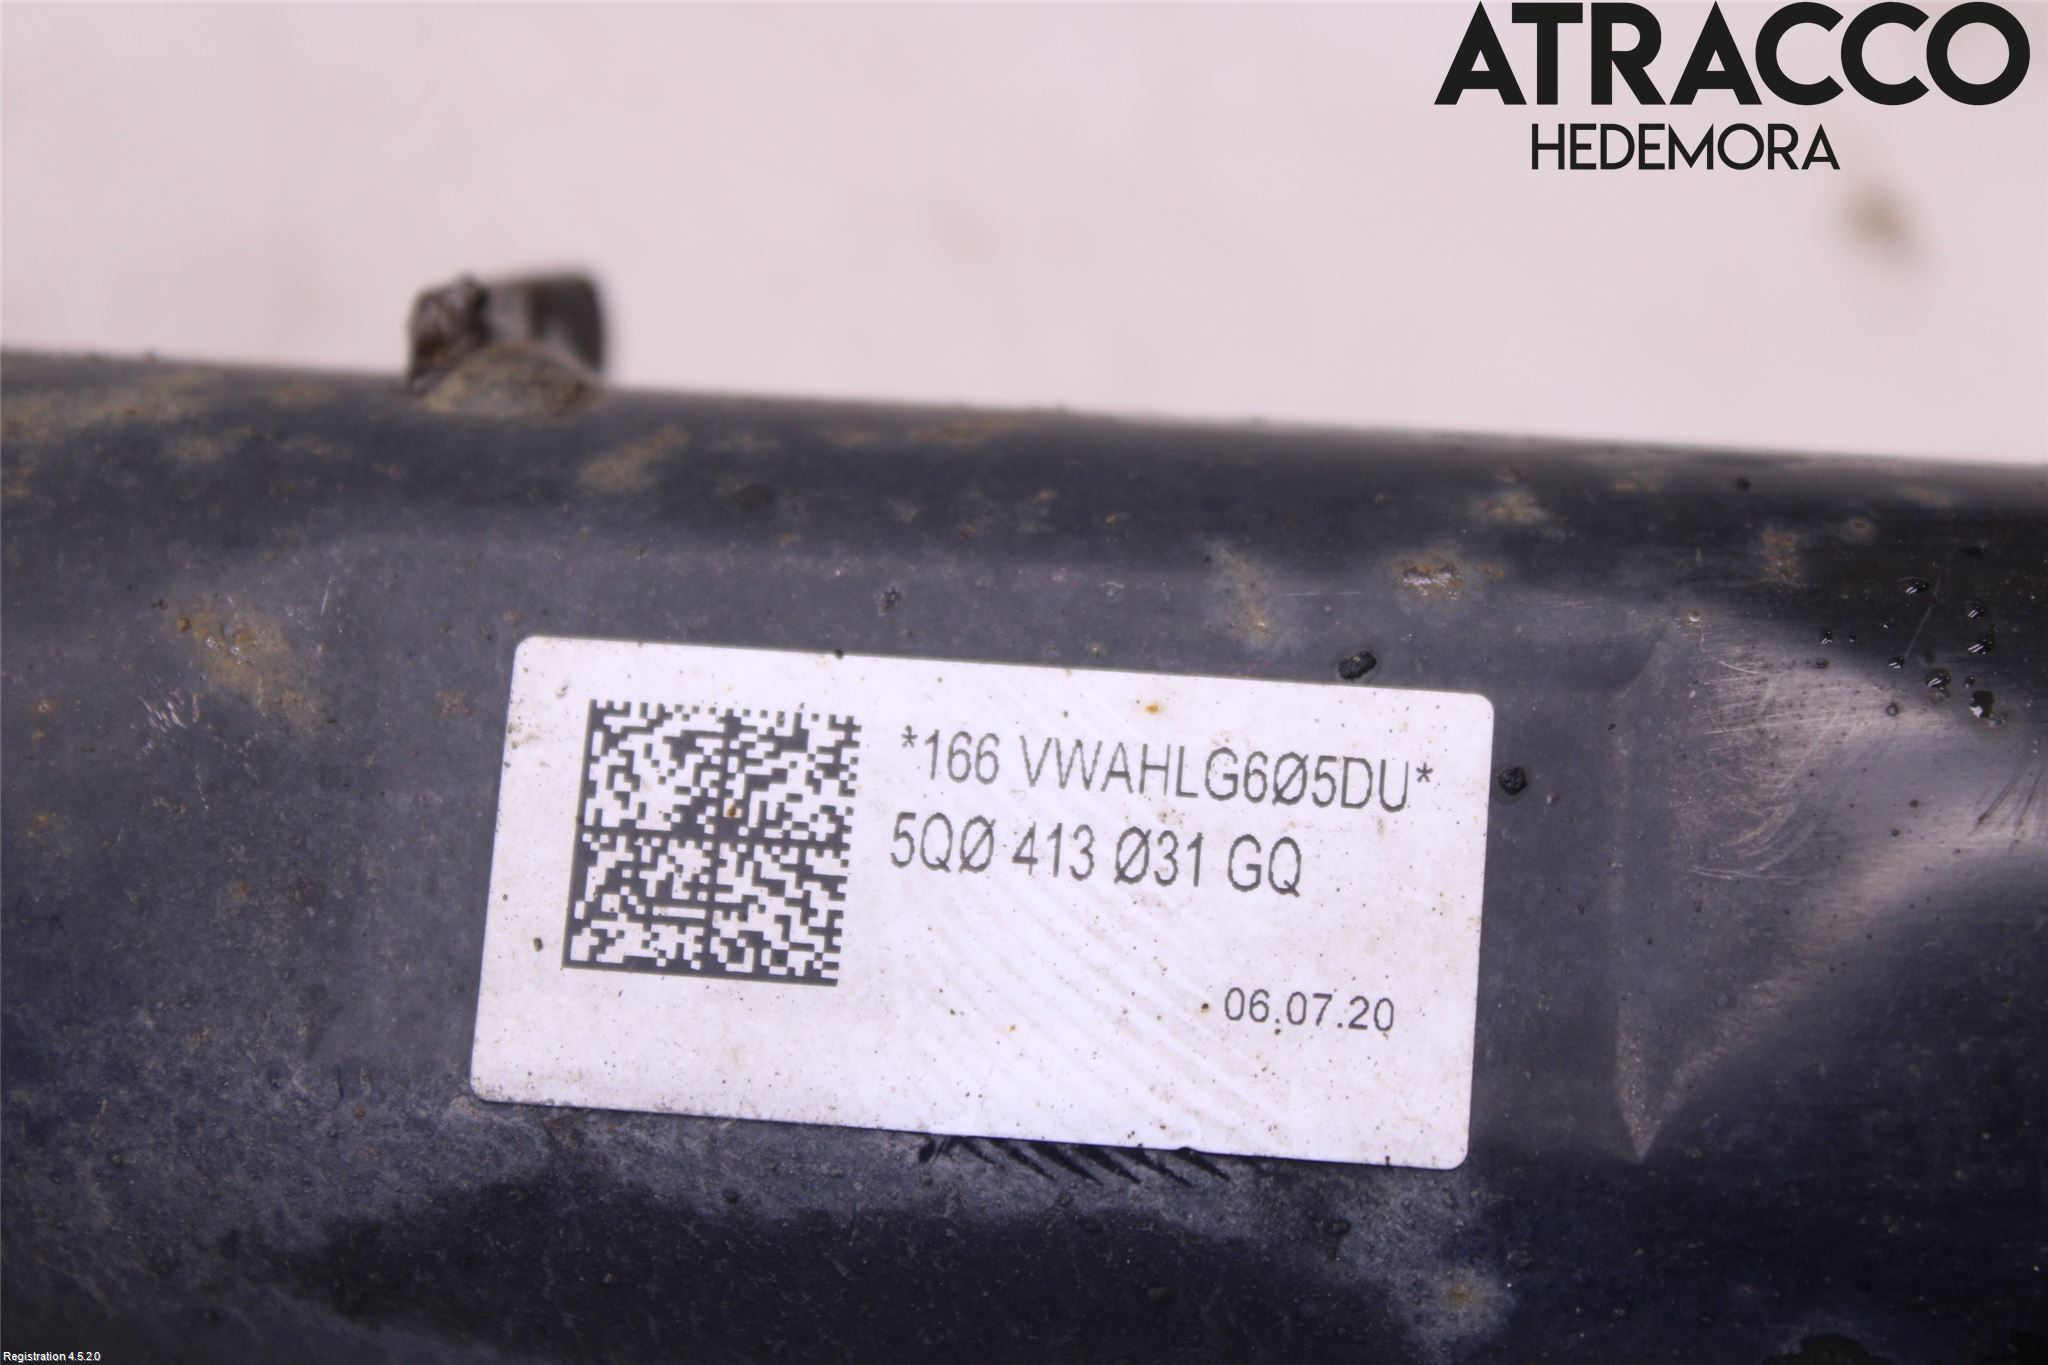 ATRACCO
HEDEMORA
*166 VWAHLG6Ø5DU*
5QØ 413 Ø31 GQ
06.07.20
Registration 4.5.2.0